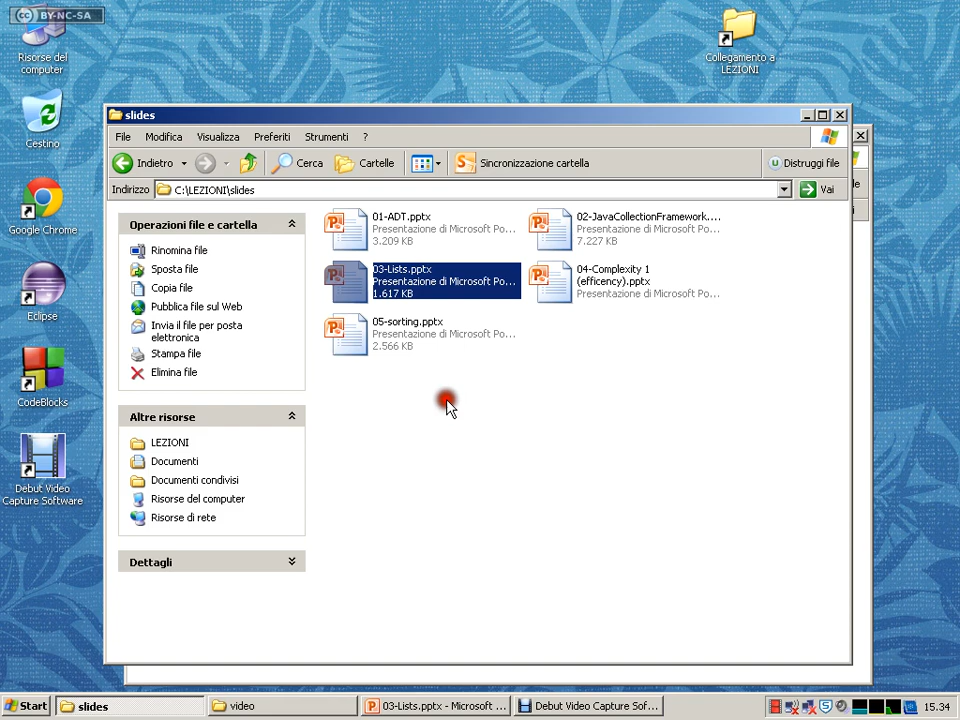 CC BY-NC-SA
Risorse del
computer
Collegamento a
LEZIONI
Cestino
Google Chrome
Eclipse
CodeBlocks
Debut Video
Capture Software
slides
File Modifica Visualizza Preferiti Strumenti ?
Indietro Cerca Cartelle Sincronizzazione cartella Distruggi file
Indirizzo C:\LEZIONI\slides Vai
Operazioni file e cartella
Rinomina file
Sposta file
Copia file
Pubblica file sul Web
Invia il file per posta
elettronica
Stampa file
Elimina file
Altre risorse
LEZIONI
Documenti
Documenti condivisi
Risorse del computer
Risorse di rete
Dettagli
01-ADT.pptx
Presentazione di Microsoft Po...
3.209 KB
02-JavaCollectionFramework....
Presentazione di Microsoft Po...
7.227 KB
03-Lists.pptx
Presentazione di Microsoft Po...
1.617 KB
04-Complexity 1
(efficency).pptx
Presentazione di Microsoft Po...
05-sorting.pptx
Presentazione di Microsoft Po...
2.566 KB
Start slides video 03-Lists.pptx - Microsoft ... Debut Video Capture Sof... 15.34